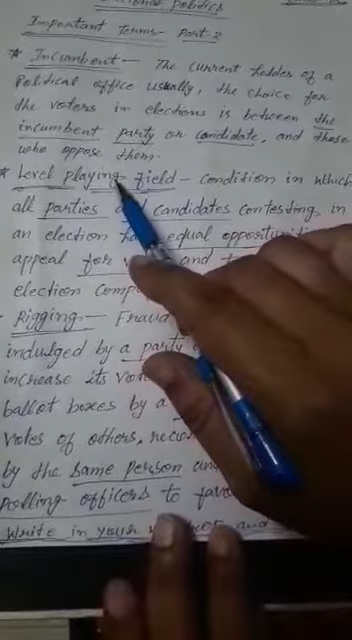 Politics
Important Terms:- Part-2
* Incumbent - The current holder of a
Political office usually, the choice for
the voters in elections is between the
incumbent party or candidate, and those
who oppose them.
* Level playing field - Condition in which
all parties and candidates contesting in
an election have equal opportunities
appeal for and
election
Rigging - Fraud
indulged by a party
increase its
ballot boxes by a
Votes of others,
by the same person
polling officers to
Write in your and